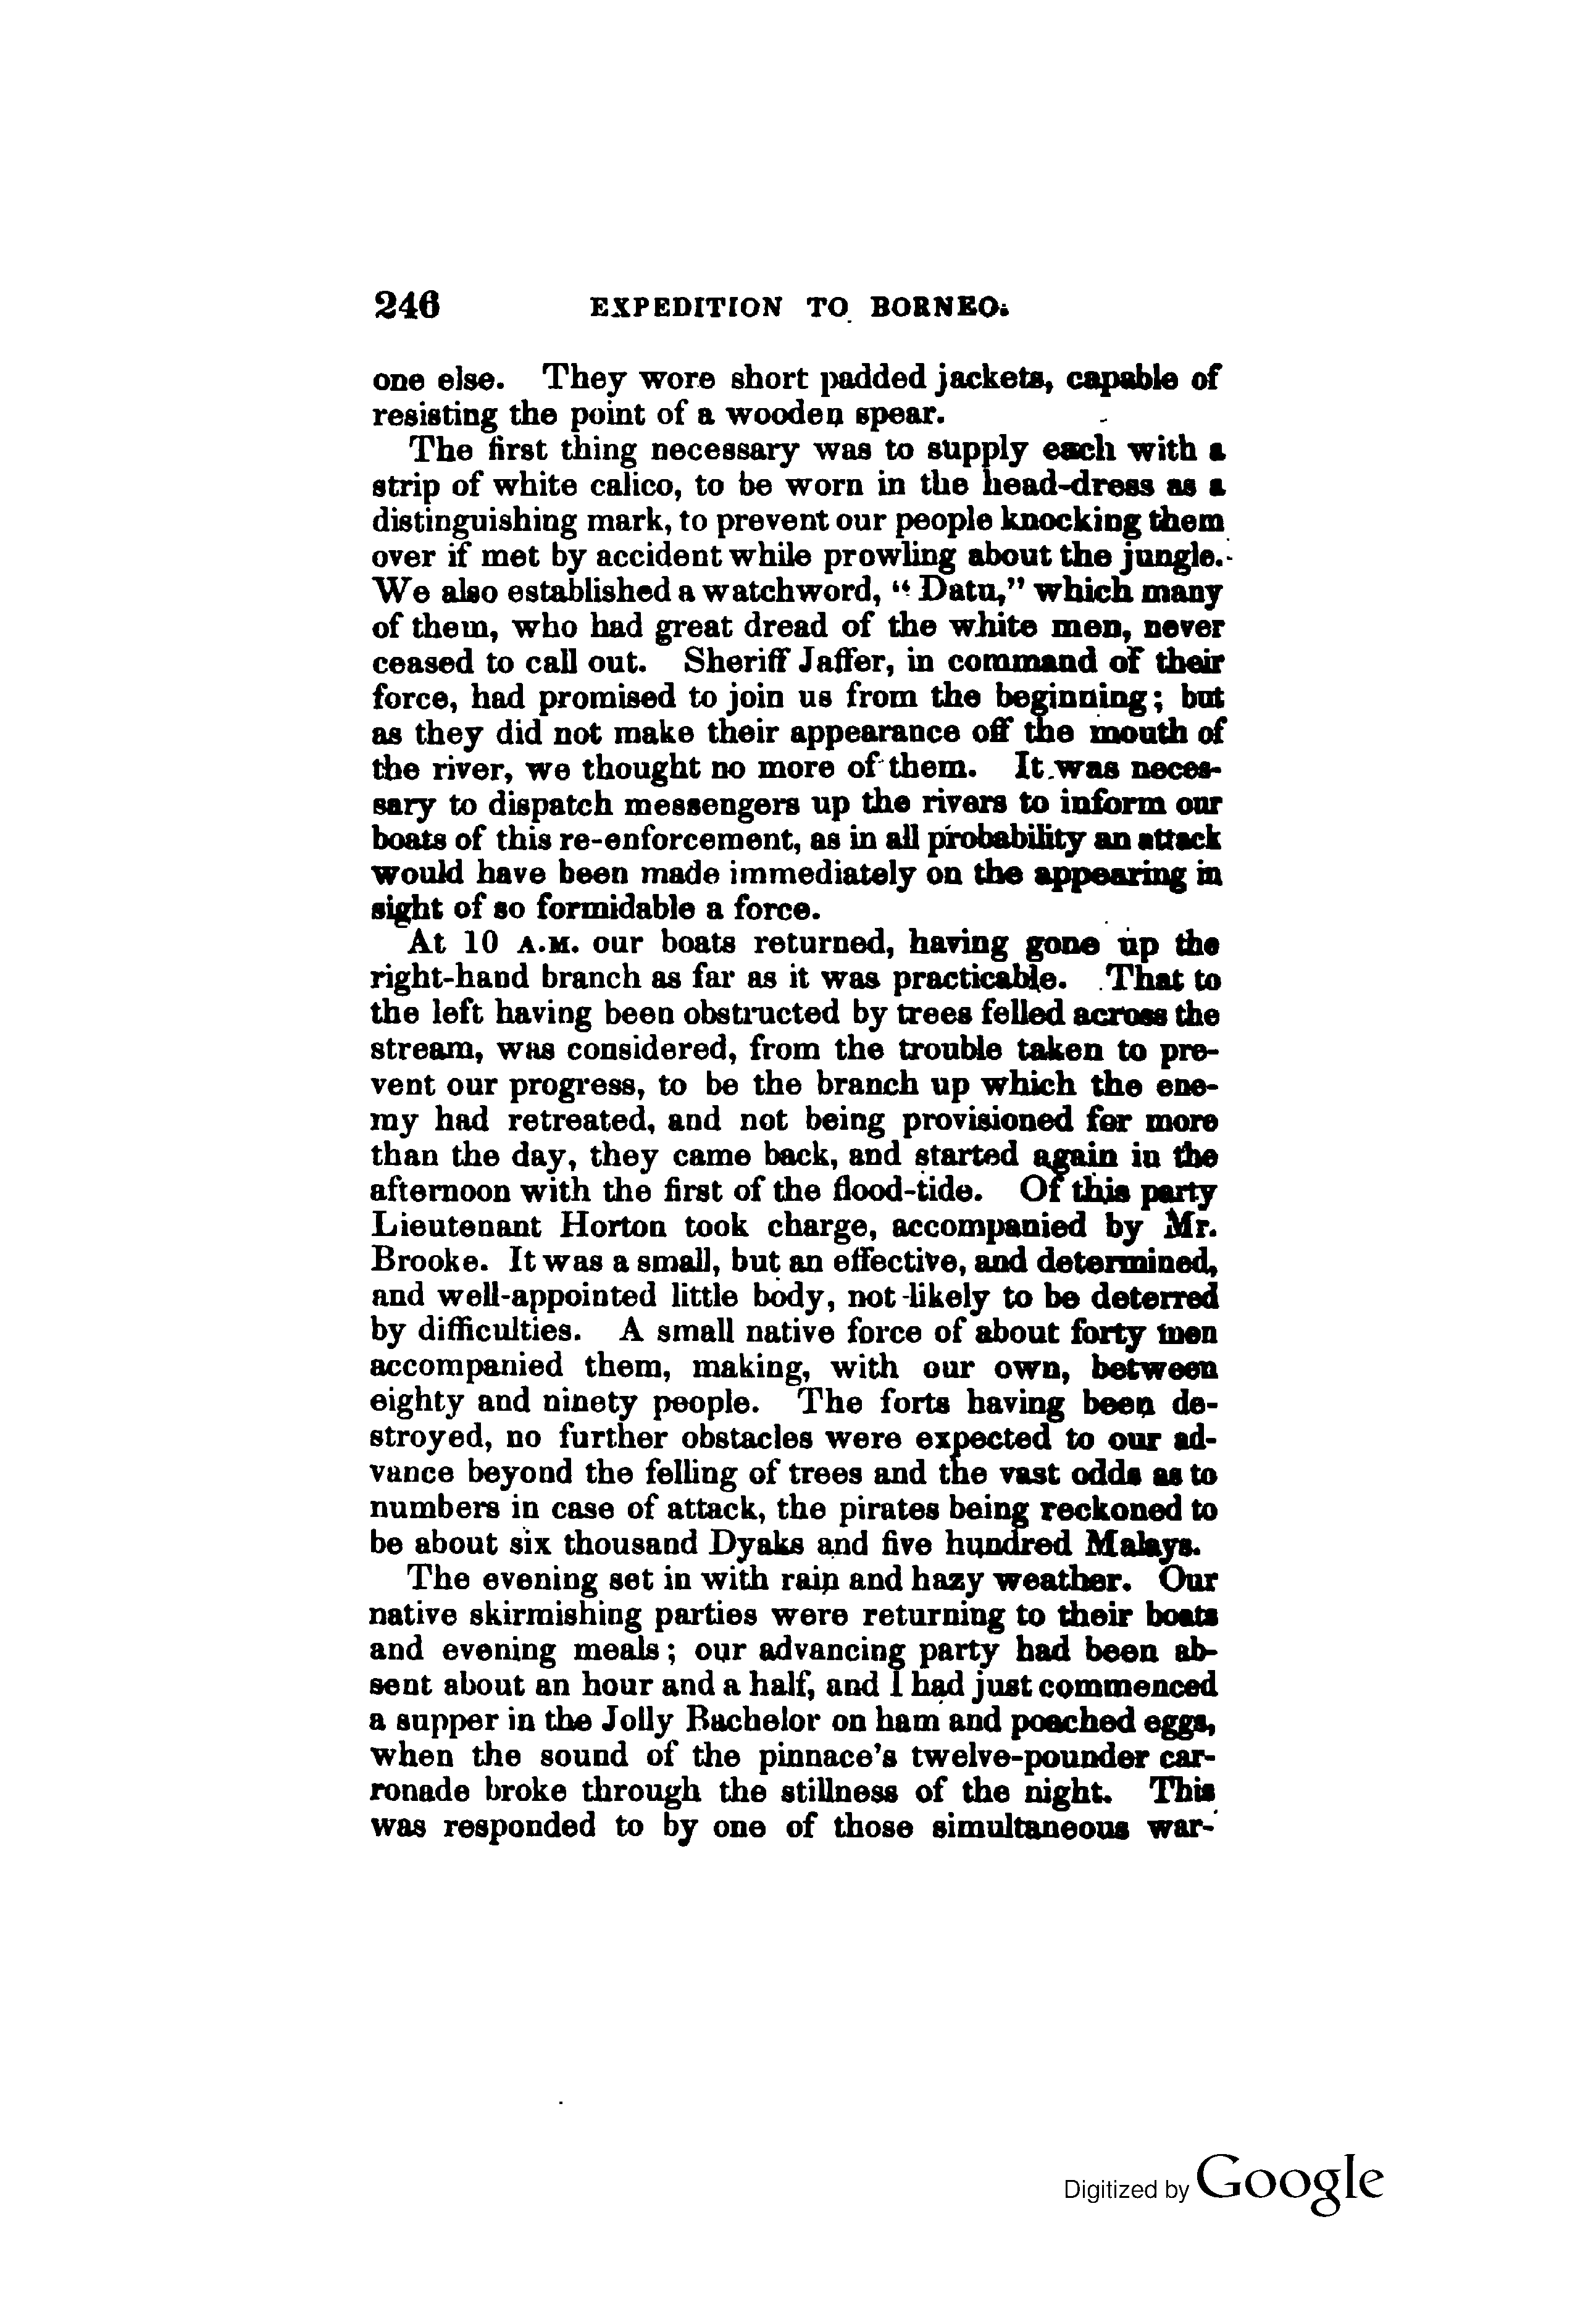 246 EXPEDITION TO BORNEO.
one else. They wore short padded jackets, capable of
resisting the point of a wooden spear.
The first thing necessary was to supply each with a
strip of white calico, to be worn in the head-dress as a
distinguishing mark, to prevent our people knocking them
over if met by accident while prowling about the jungle.
We also established a watchword, "Datu," which many
of them, who had great dread of the white men, never
ceased to call out. Sheriff Jaffer, in command of their
force, had promised to join us from the beginning; but
as they did not make their appearance off the mouth of
the river, we thought no more of them. It was neces-
sary to dispatch messengers up the rivers to inform our
boats of this re-enforcement, as in all probability an attack
would have been made immediately on the appearing in
sight of so formidable a force.
At 10 A.M. our boats returned, having gone up the
right-hand branch as far as it was practicable. That to
the left having been obstructed by trees felled across the
stream, was considered, from the trouble taken to pre-
vent our progress, to be the branch up which the ene-
my had retreated, and not being provisioned for more
than the day, they came back, and started again in the
afternoon with the first of the flood-tide. Of this party
Lieutenant Horton took charge, accompanied by Mr.
Brooke. It was a small, but an effective, and determined,
and well-appointed little body, not likely to be deterred
by difficulties. A small native force of about forty men
accompanied them, making, with our own, between
eighty and ninety people. The forts having been de-
stroyed, no further obstacles were expected to our ad-
vance beyond the felling of trees and the vast odds as to
numbers in case of attack, the pirates being reckoned to
be about six thousand Dyaks and five hundred Malays.
The evening set in with rain and hazy weather. Our
native skirmishing parties were returning to their boats
and evening meals; our advancing party had been ab-
sent about an hour and a half, and I had just commenced
a supper in the Jolly Bachelor on ham and poached eggs,
when the sound of the pinnace's twelve-pounder car-
ronade broke through the stillness of the night. This
was responded to by one of those simultaneous war-
Digitized by Google